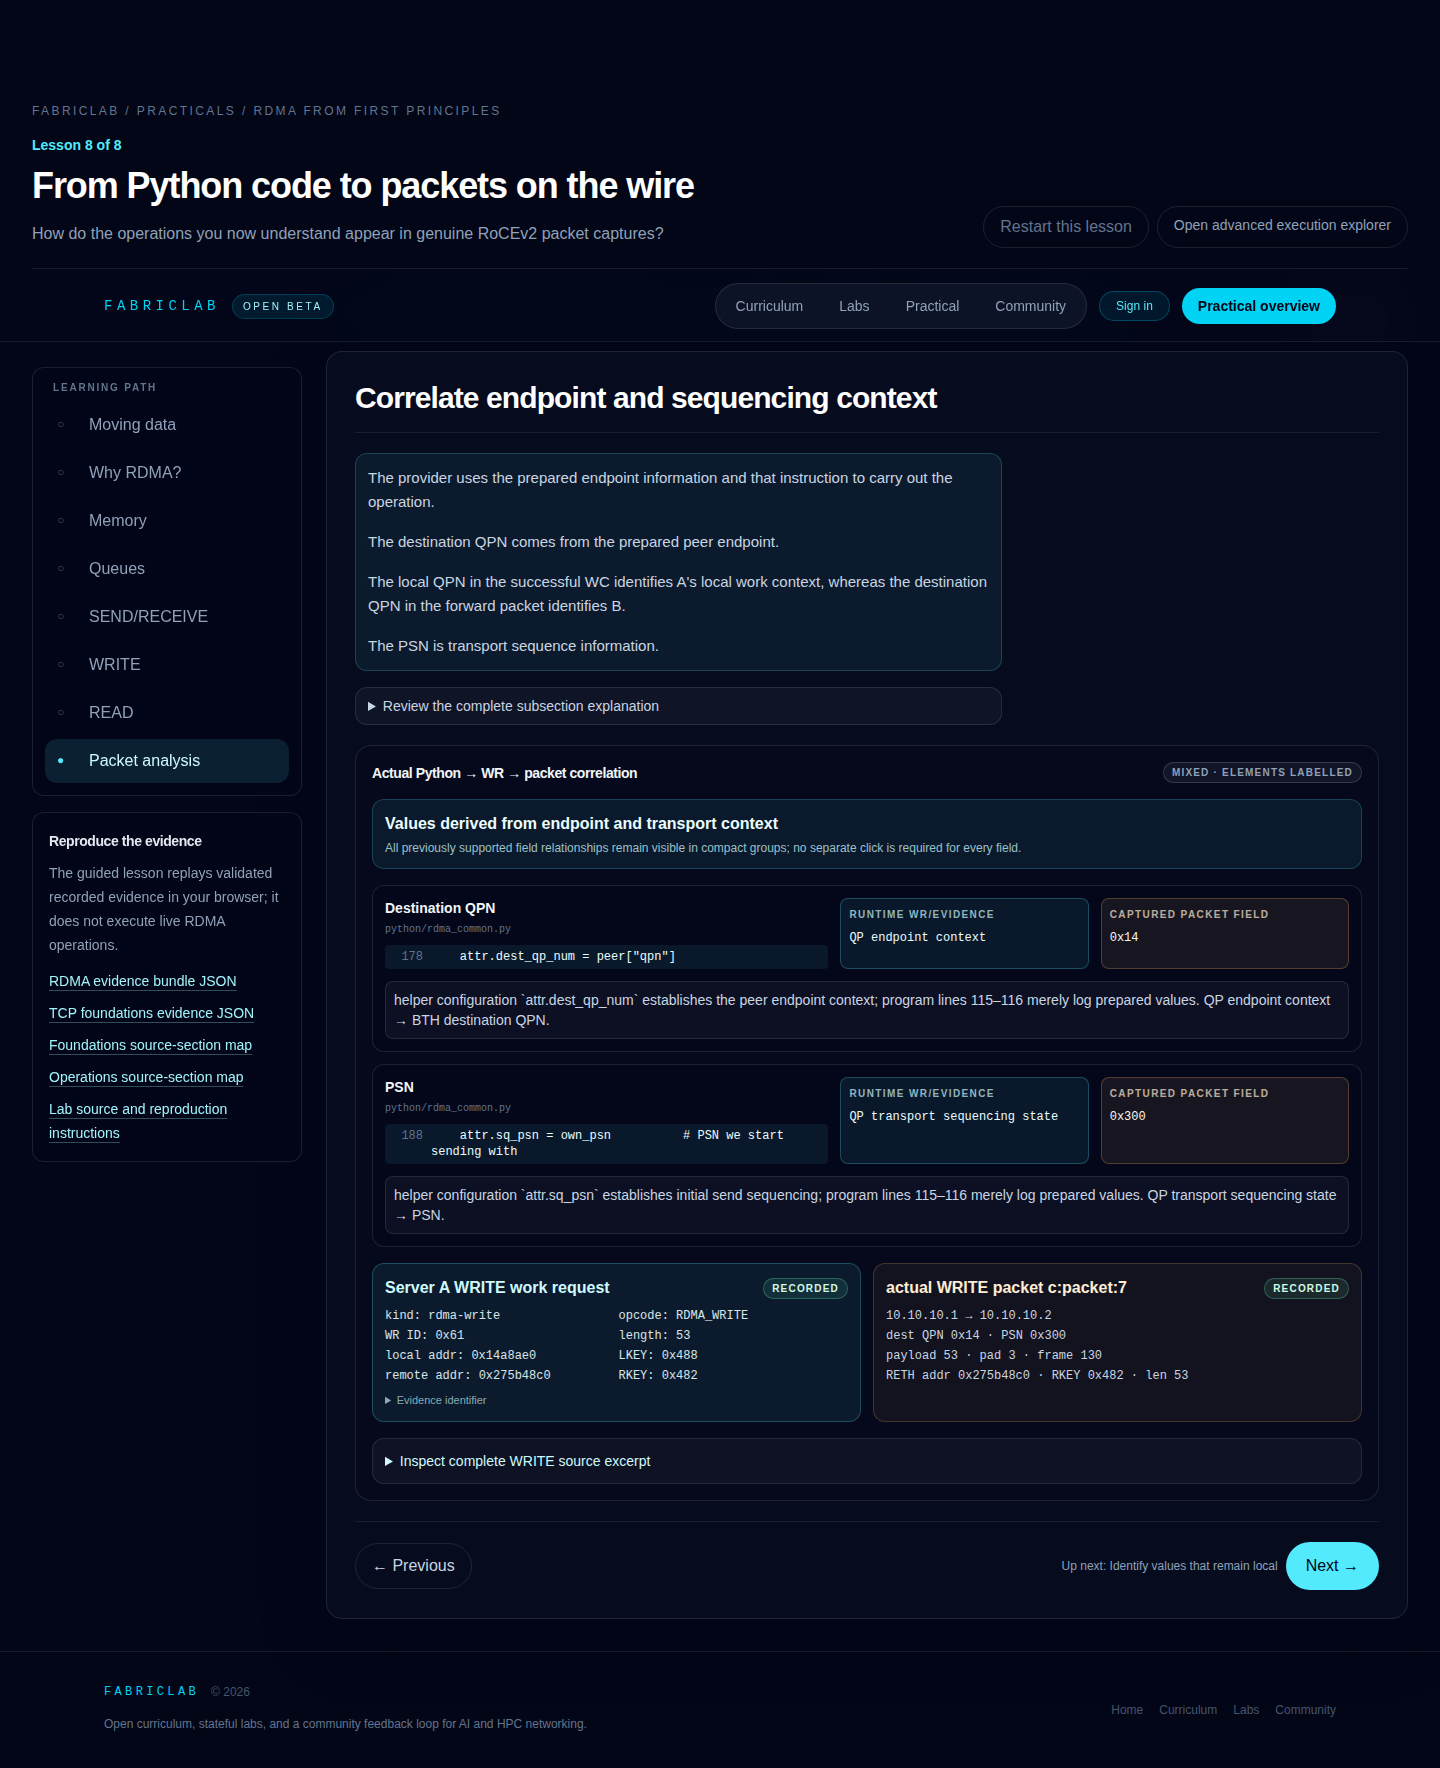 FABRICLAB / PRACTICALS / RDMA FROM FIRST PRINCIPLES
Lesson 8 of 8
From Python code to packets on the wire
How do the operations you now understand appear in genuine RoCEv2 packet captures?
Restart this lesson
Open advanced execution explorer
FABRICLAB
OPEN BETA
Curriculum
Labs
Practical
Community
Sign in
Practical overview
LEARNING PATH
Moving data
Why RDMA?
Memory
Queues
SEND/RECEIVE
WRITE
READ
Packet analysis
Reproduce the evidence
The guided lesson replays validated
recorded evidence in your browser; it
does not execute live RDMA
operations.
RDMA evidence bundle JSON
TCP foundations evidence JSON
Foundations source-section map
Operations source-section map
Lab source and reproduction
instructions
Correlate endpoint and sequencing context
The provider uses the prepared endpoint information and that instruction to carry out the
operation.
The destination QPN comes from the prepared peer endpoint.
The local QPN in the successful WC identifies A's local work context, whereas the destination
QPN in the forward packet identifies B.
The PSN is transport sequence information.
▶ Review the complete subsection explanation
Actual Python → WR → packet correlation
MIXED · ELEMENTS LABELLED
Values derived from endpoint and transport context
All previously supported field relationships remain visible in compact groups; no separate click is required for every field.
Destination QPN
python/rdma_common.py
178 attr.dest_qp_num = peer["qpn"]
RUNTIME WR/EVIDENCE
QP endpoint context
CAPTURED PACKET FIELD
0x14
helper configuration `attr.dest_qp_num` establishes the peer endpoint context; program lines 115–116 merely log prepared values. QP endpoint context
→ BTH destination QPN.
PSN
python/rdma_common.py
188 attr.sq_psn = own_psn # PSN we start
sending with
RUNTIME WR/EVIDENCE
QP transport sequencing state
CAPTURED PACKET FIELD
0x300
helper configuration `attr.sq_psn` establishes initial send sequencing; program lines 115–116 merely log prepared values. QP transport sequencing state
→ PSN.
Server A WRITE work request
RECORDED
kind: rdma-write opcode: RDMA_WRITE
WR ID: 0x61 length: 53
local addr: 0x14a8ae0 LKEY: 0x488
remote addr: 0x275b48c0 RKEY: 0x482
▶ Evidence identifier
actual WRITE packet c:packet:7
RECORDED
10.10.10.1 → 10.10.10.2
dest QPN 0x14 · PSN 0x300
payload 53 · pad 3 · frame 130
RETH addr 0x275b48c0 · RKEY 0x482 · len 53
▶ Inspect complete WRITE source excerpt
← Previous
Up next: Identify values that remain local
Next →
FABRICLAB © 2026
Open curriculum, stateful labs, and a community feedback loop for AI and HPC networking.
Home
Curriculum
Labs
Community